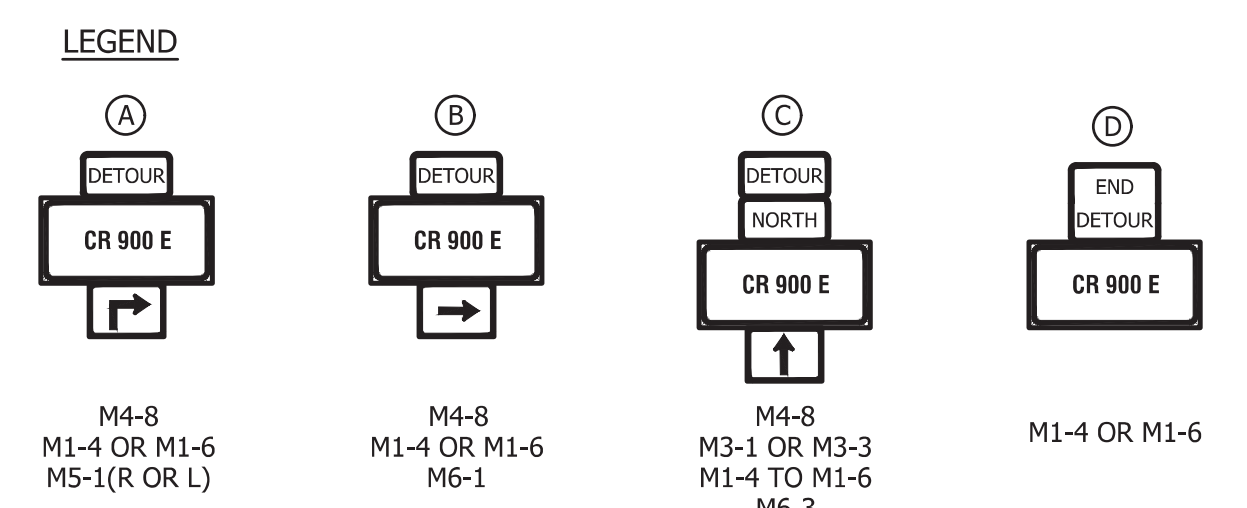 LEGEND
A
DETOUR
CR 900 E
M4-8
M1-4 OR M1-6
M5-1(R OR L)
B
DETOUR
CR 900 E
M4-8
M1-4 OR M1-6
M6-1
C
DETOUR
NORTH
CR 900 E
M4-8
M3-1 OR M3-3
M1-4 TO M1-6
M6-3
D
END
DETOUR
CR 900 E
M1-4 OR M1-6